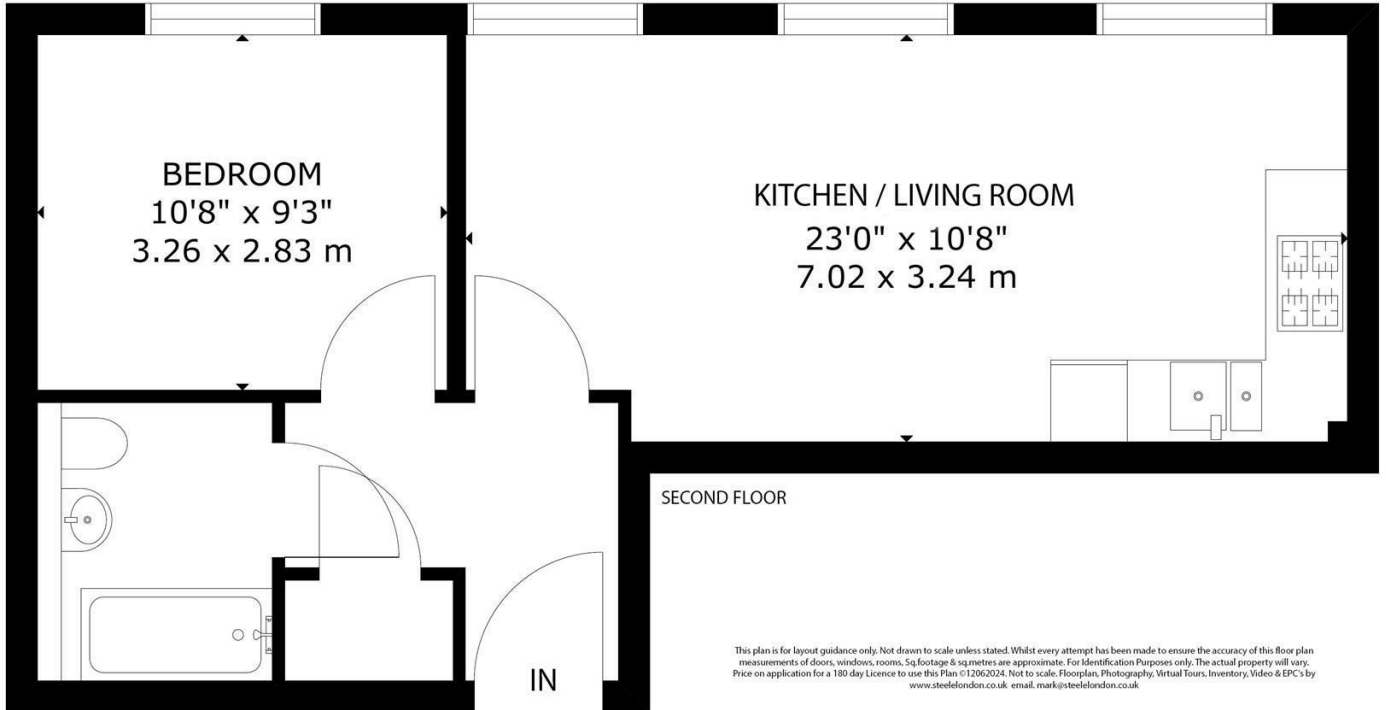 BEDROOM
10'8" x 9'3"
3.26 x 2.83 m
KITCHEN / LIVING ROOM
23'0" x 10'8"
7.02 x 3.24 m
SECOND FLOOR
IN
This plan is for layout guidance only. Not drawn to scale unless stated. Whilst every attempt has been made to ensure the accuracy of this floor plan
measurements of doors, windows, rooms, Sq.footage & sq.metres are approximate. For Identification Purposes only. The actual property will vary.
Price on application for a 180 day Licence to use this Plan ©12062024. Not to scale. Floorplan, Photography, Virtual Tours, Inventory, Video & EPC's by
www.steelelondon.co.uk email. mark@steelelondon.co.uk